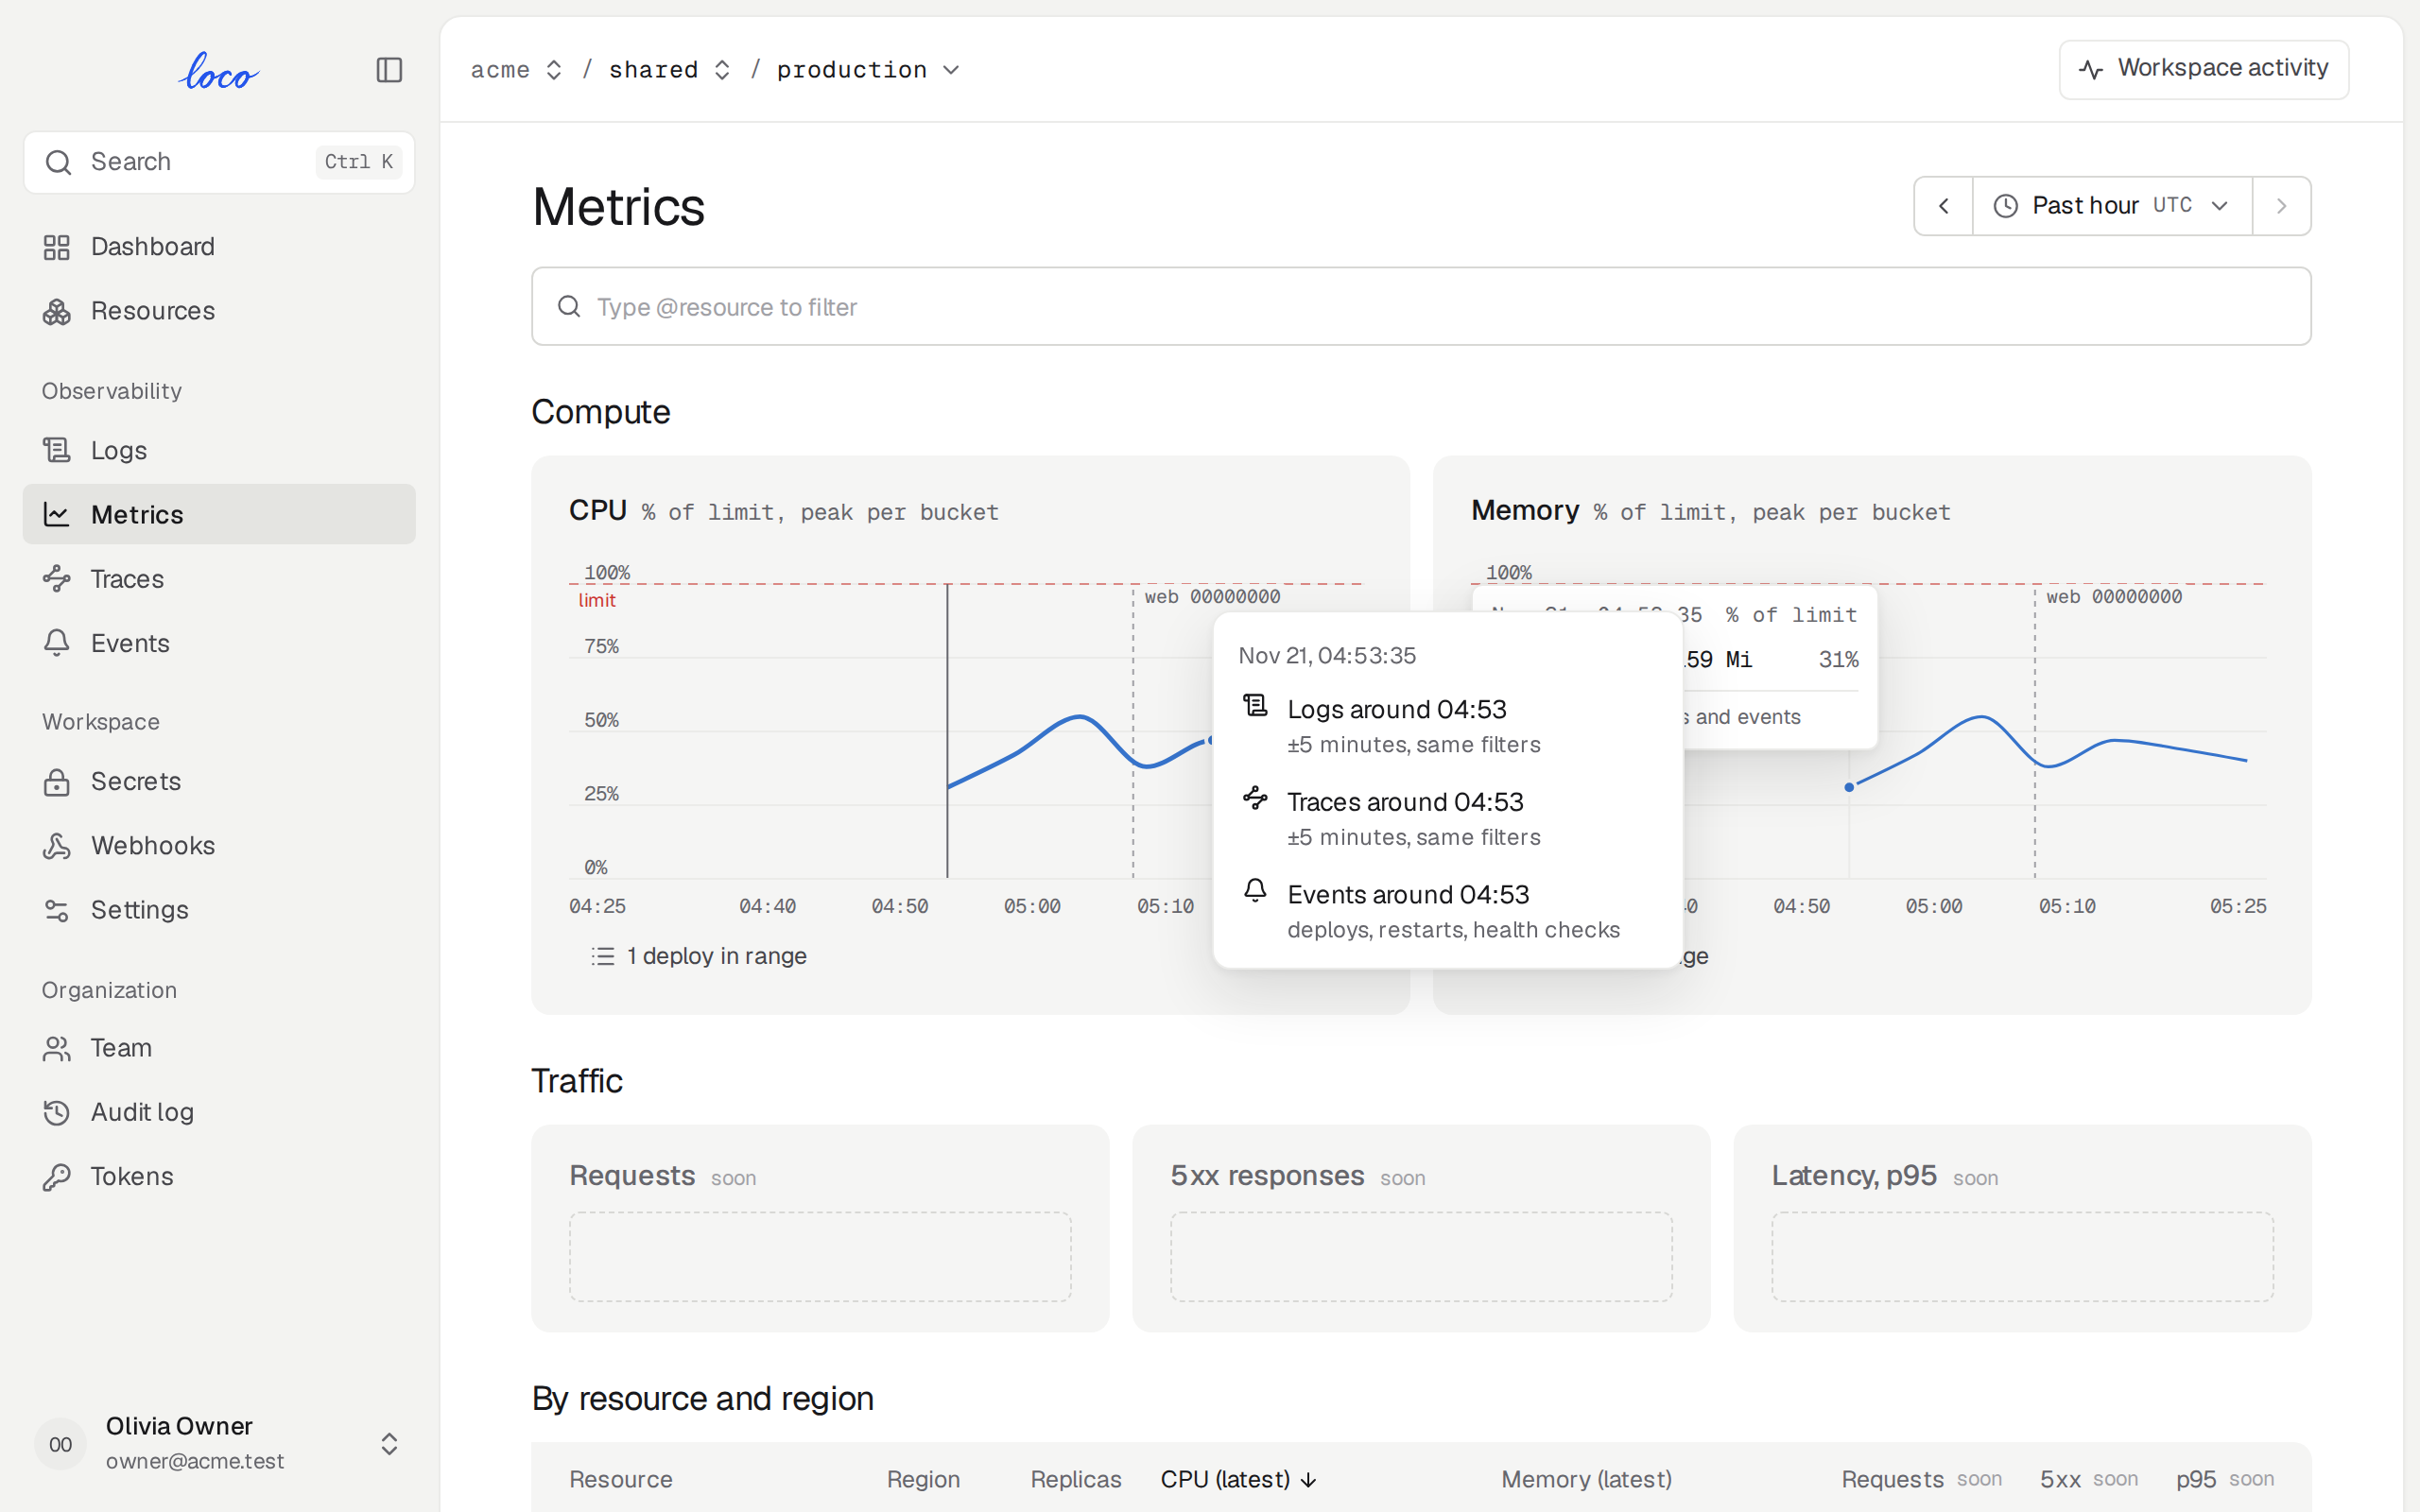 loco
acme / shared / production
Workspace activity
Search Ctrl K
Dashboard
Resources
Observability
Logs
Metrics
Traces
Events
Workspace
Secrets
Webhooks
Settings
Organization
Team
Audit log
Tokens
OO Olivia Owner
owner@acme.test
Metrics
Past hour UTC
Type @resource to filter
Compute
CPU % of limit, peak per bucket
100%
limit
web 00000000
75%
50%
25%
0%
04:25 04:40 04:50 05:00 05:10
1 deploy in range
Memory % of limit, peak per bucket
100%
web 00000000
35 % of limit
59 Mi 31%
and events
04:50 05:00 05:10 05:25
Nov 21, 04:53:35
Logs around 04:53
±5 minutes, same filters
Traces around 04:53
±5 minutes, same filters
Events around 04:53
deploys, restarts, health checks
Traffic
Requests soon
5xx responses soon
Latency, p95 soon
By resource and region
Resource Region Replicas CPU (latest) Memory (latest) Requests soon 5xx soon p95 soon